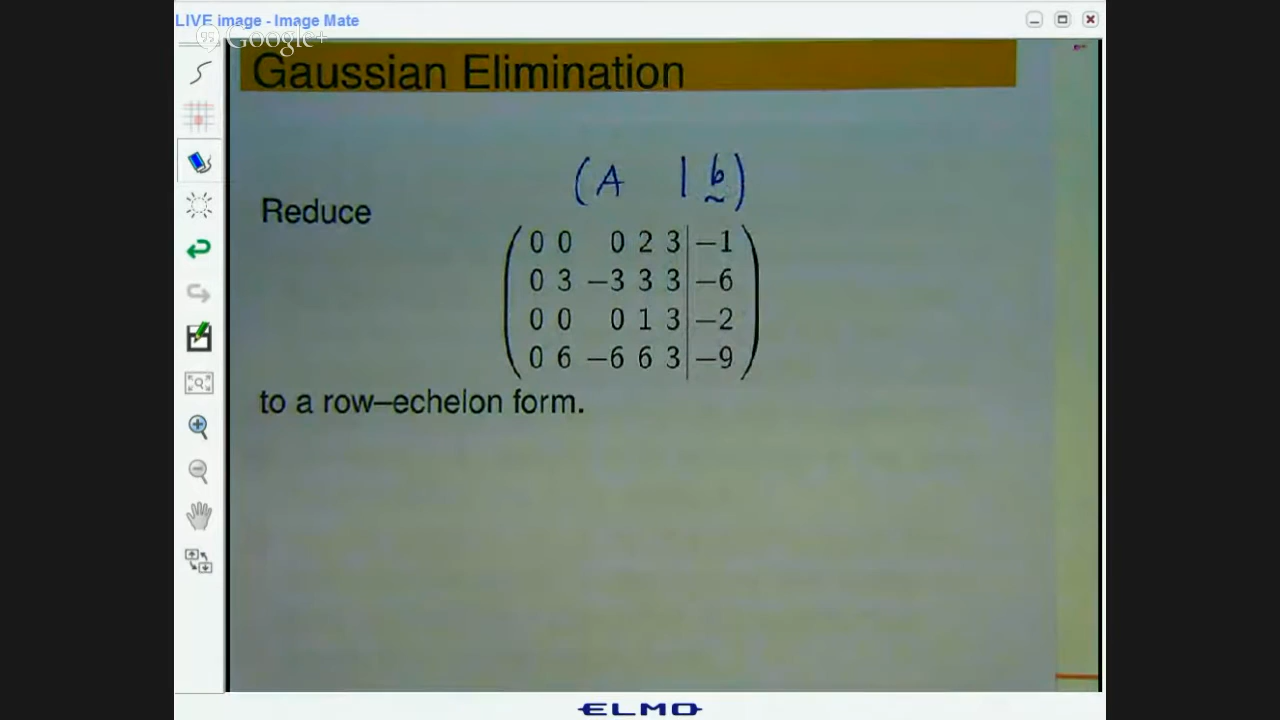 LIVE image - Image Mate
Google+
Gaussian Elimination
(A | b)
Reduce
0 0 0 2 3 −1
0 3 −3 3 3 −6
0 0 0 1 3 −2
0 6 −6 6 3 −9
to a row–echelon form.
ELMO